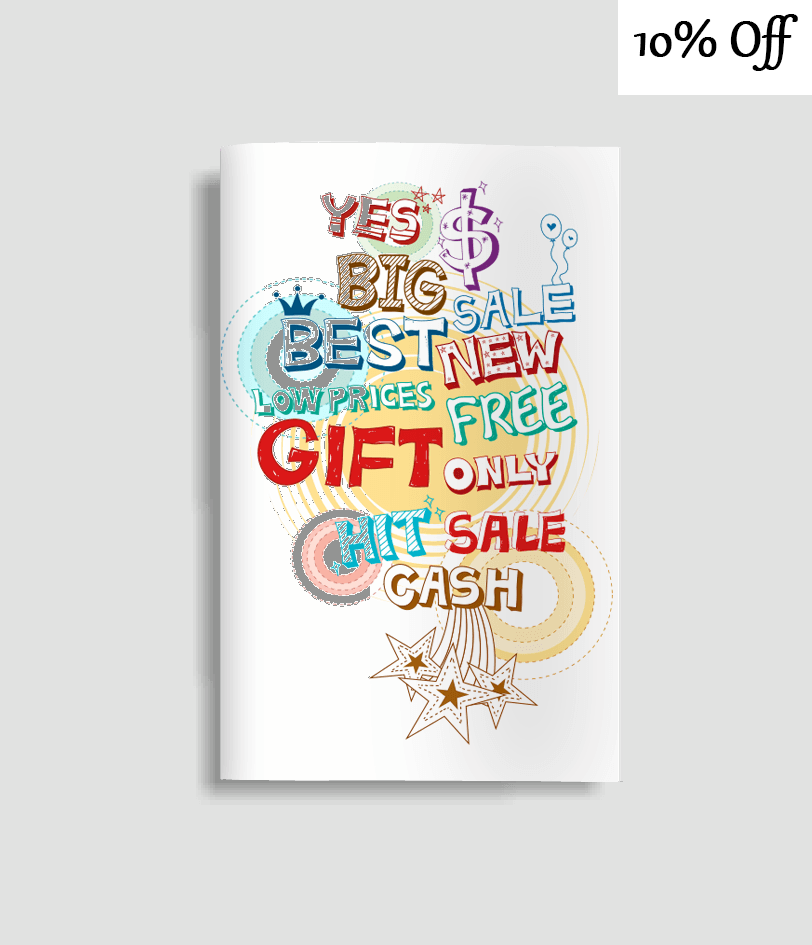 10% Off
YES $
BIG
SALE
BEST
NEW
LOW PRICES
FREE
GIFT
ONLY
HIT SALE
CASH